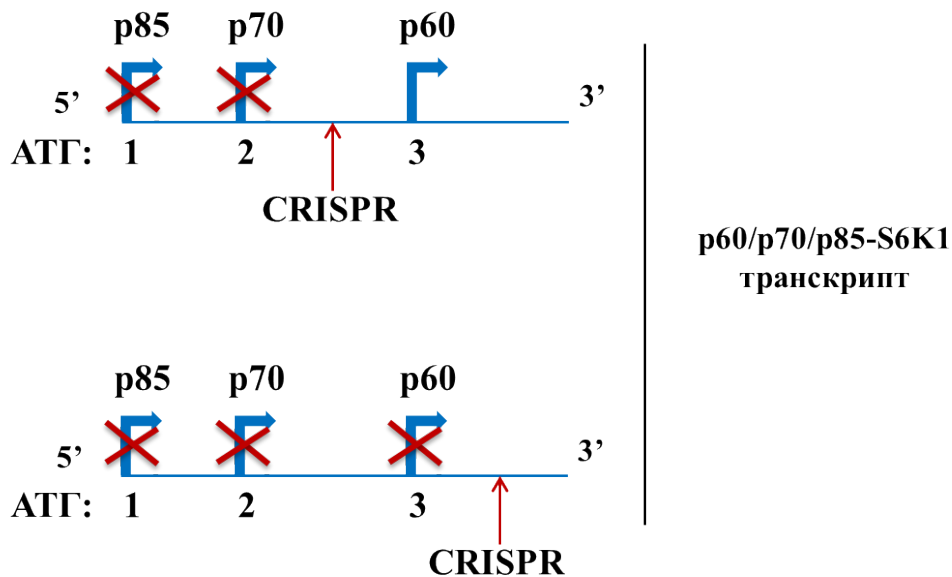 p85 p70 p60
5' 3'
АТГ: 1 2 3
CRISPR
p60/p70/p85-S6K1
транскрипт
p85 p70 p60
5' 3'
АТГ: 1 2 3
CRISPR